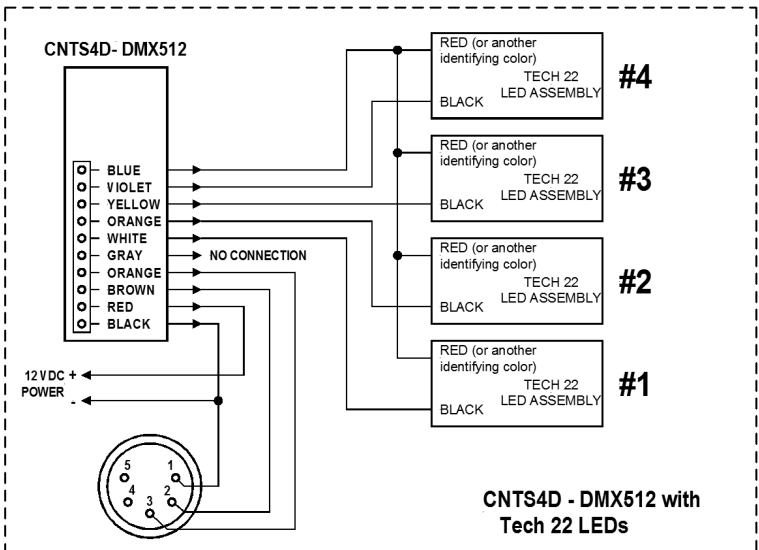 CNTS4D- DMX512
BLUE
VIOLET
YELLOW
ORANGE
WHITE
GRAY
NO CONNECTION
ORANGE
BROWN
RED
BLACK
12 VDC +
POWER -
5
1
4
2
3
RED (or another
identifying color)
TECH 22
LED ASSEMBLY
BLACK
#4
RED (or another
identifying color)
TECH 22
LED ASSEMBLY
BLACK
#3
RED (or another
identifying color)
TECH 22
LED ASSEMBLY
BLACK
#2
RED (or another
identifying color)
TECH 22
LED ASSEMBLY
BLACK
#1
CNTS4D - DMX512 with
Tech 22 LEDs